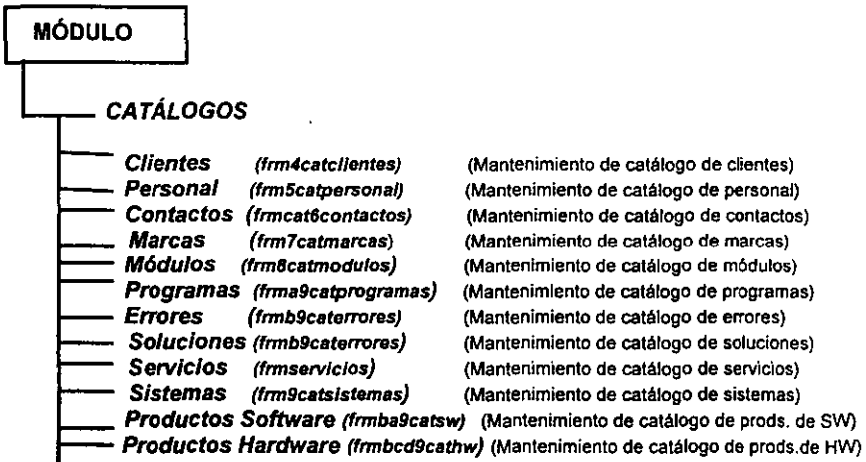 MÓDULO
CATÁLOGOS
Clientes (frm4catclientes) (Mantenimiento de catálogo de clientes)
Personal (frm5catpersonal) (Mantenimiento de catálogo de personal)
Contactos (frmcat6contactos) (Mantenimiento de catálogo de contactos)
Marcas (frm7catmarcas) (Mantenimiento de catálogo de marcas)
Módulos (frm8catmodulos) (Mantenimiento de catálogo de módulos)
Programas (frma9catprogramas) (Mantenimiento de catálogo de programas)
Errores (frmb9caterrores) (Mantenimiento de catálogo de errores)
Soluciones (frmb9caterrores) (Mantenimiento de catálogo de soluciones)
Servicios (frmservicios) (Mantenimiento de catálogo de servicios)
Sistemas (frm9catsistemas) (Mantenimiento de catálogo de sistemas)
Productos Software (frmba9catsw) (Mantenimiento de catálogo de prods. de SW)
Productos Hardware (frmbcd9cathw) (Mantenimiento de catálogo de prods.de HW)